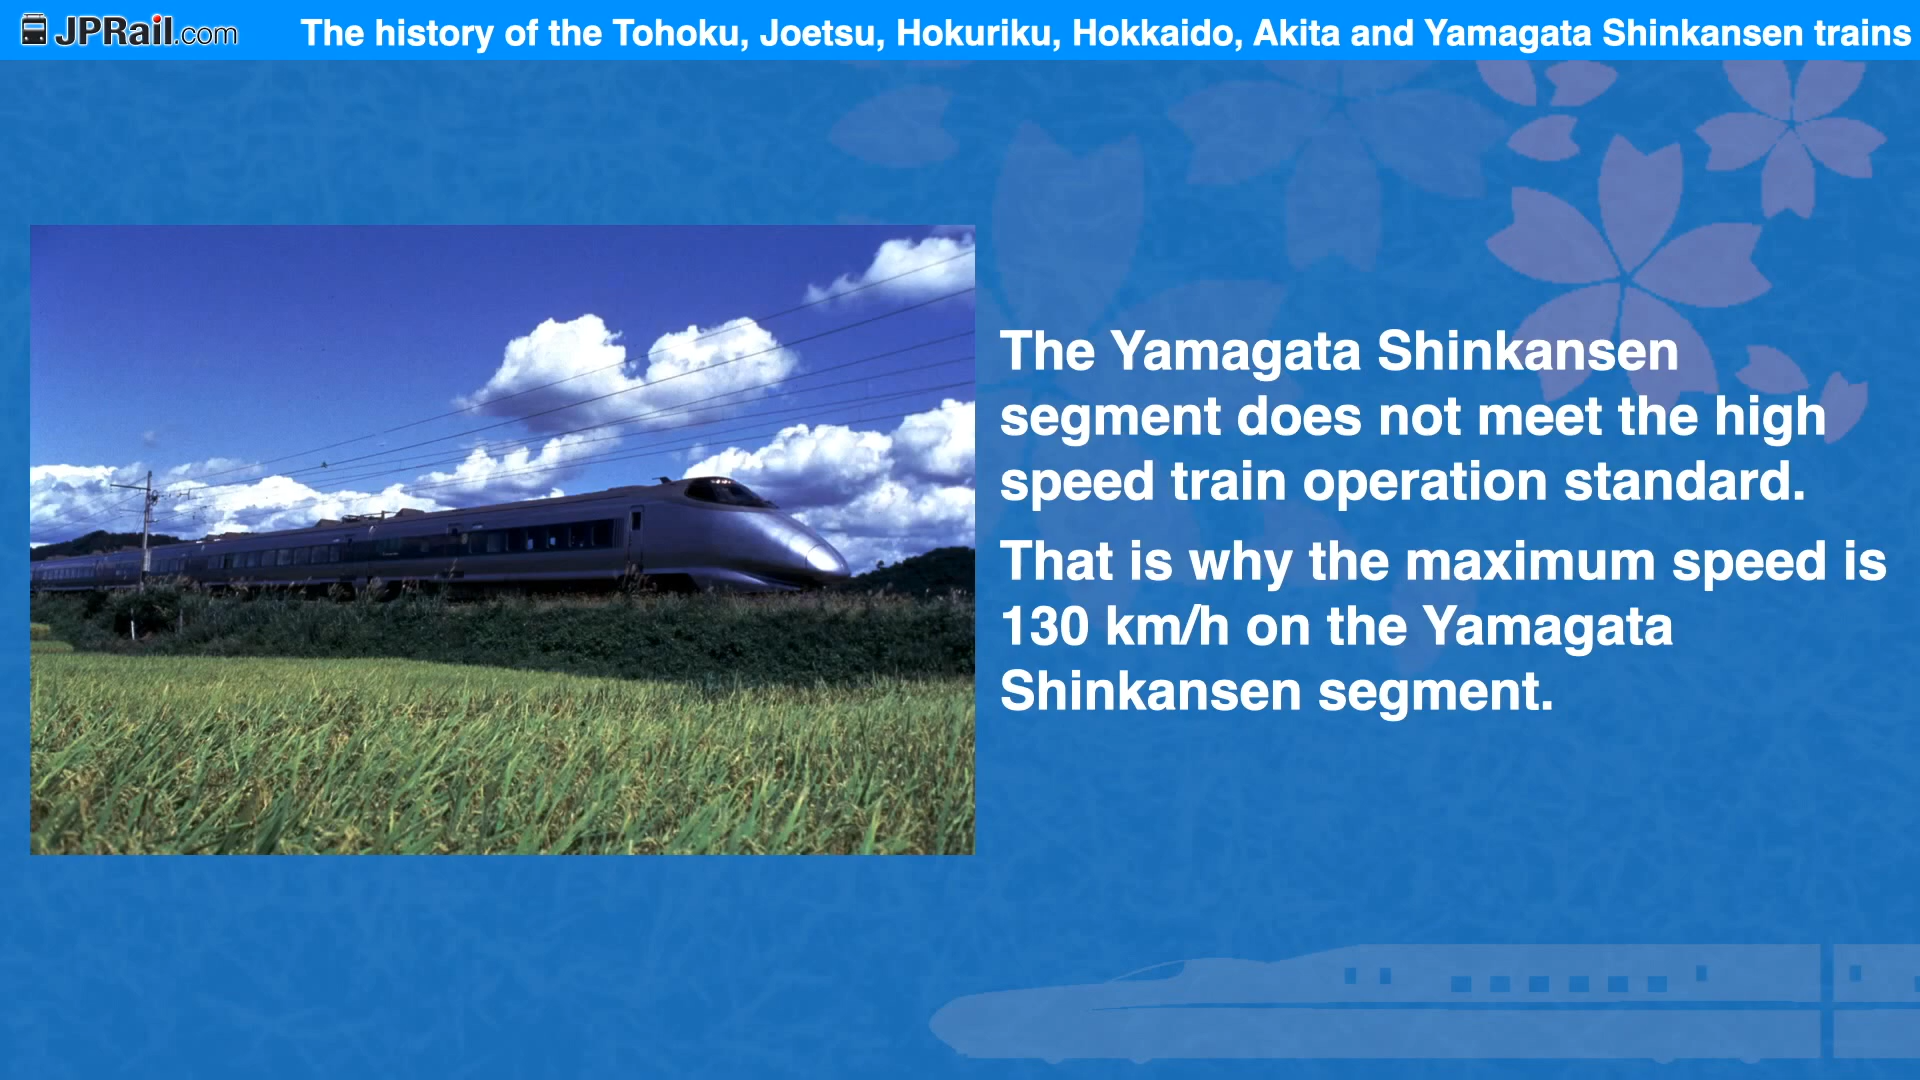 JPRail.com
The history of the Tohoku, Joetsu, Hokuriku, Hokkaido, Akita and Yamagata Shinkansen trains
The Yamagata Shinkansen
segment does not meet the high
speed train operation standard.
That is why the maximum speed is
130 km/h on the Yamagata
Shinkansen segment.